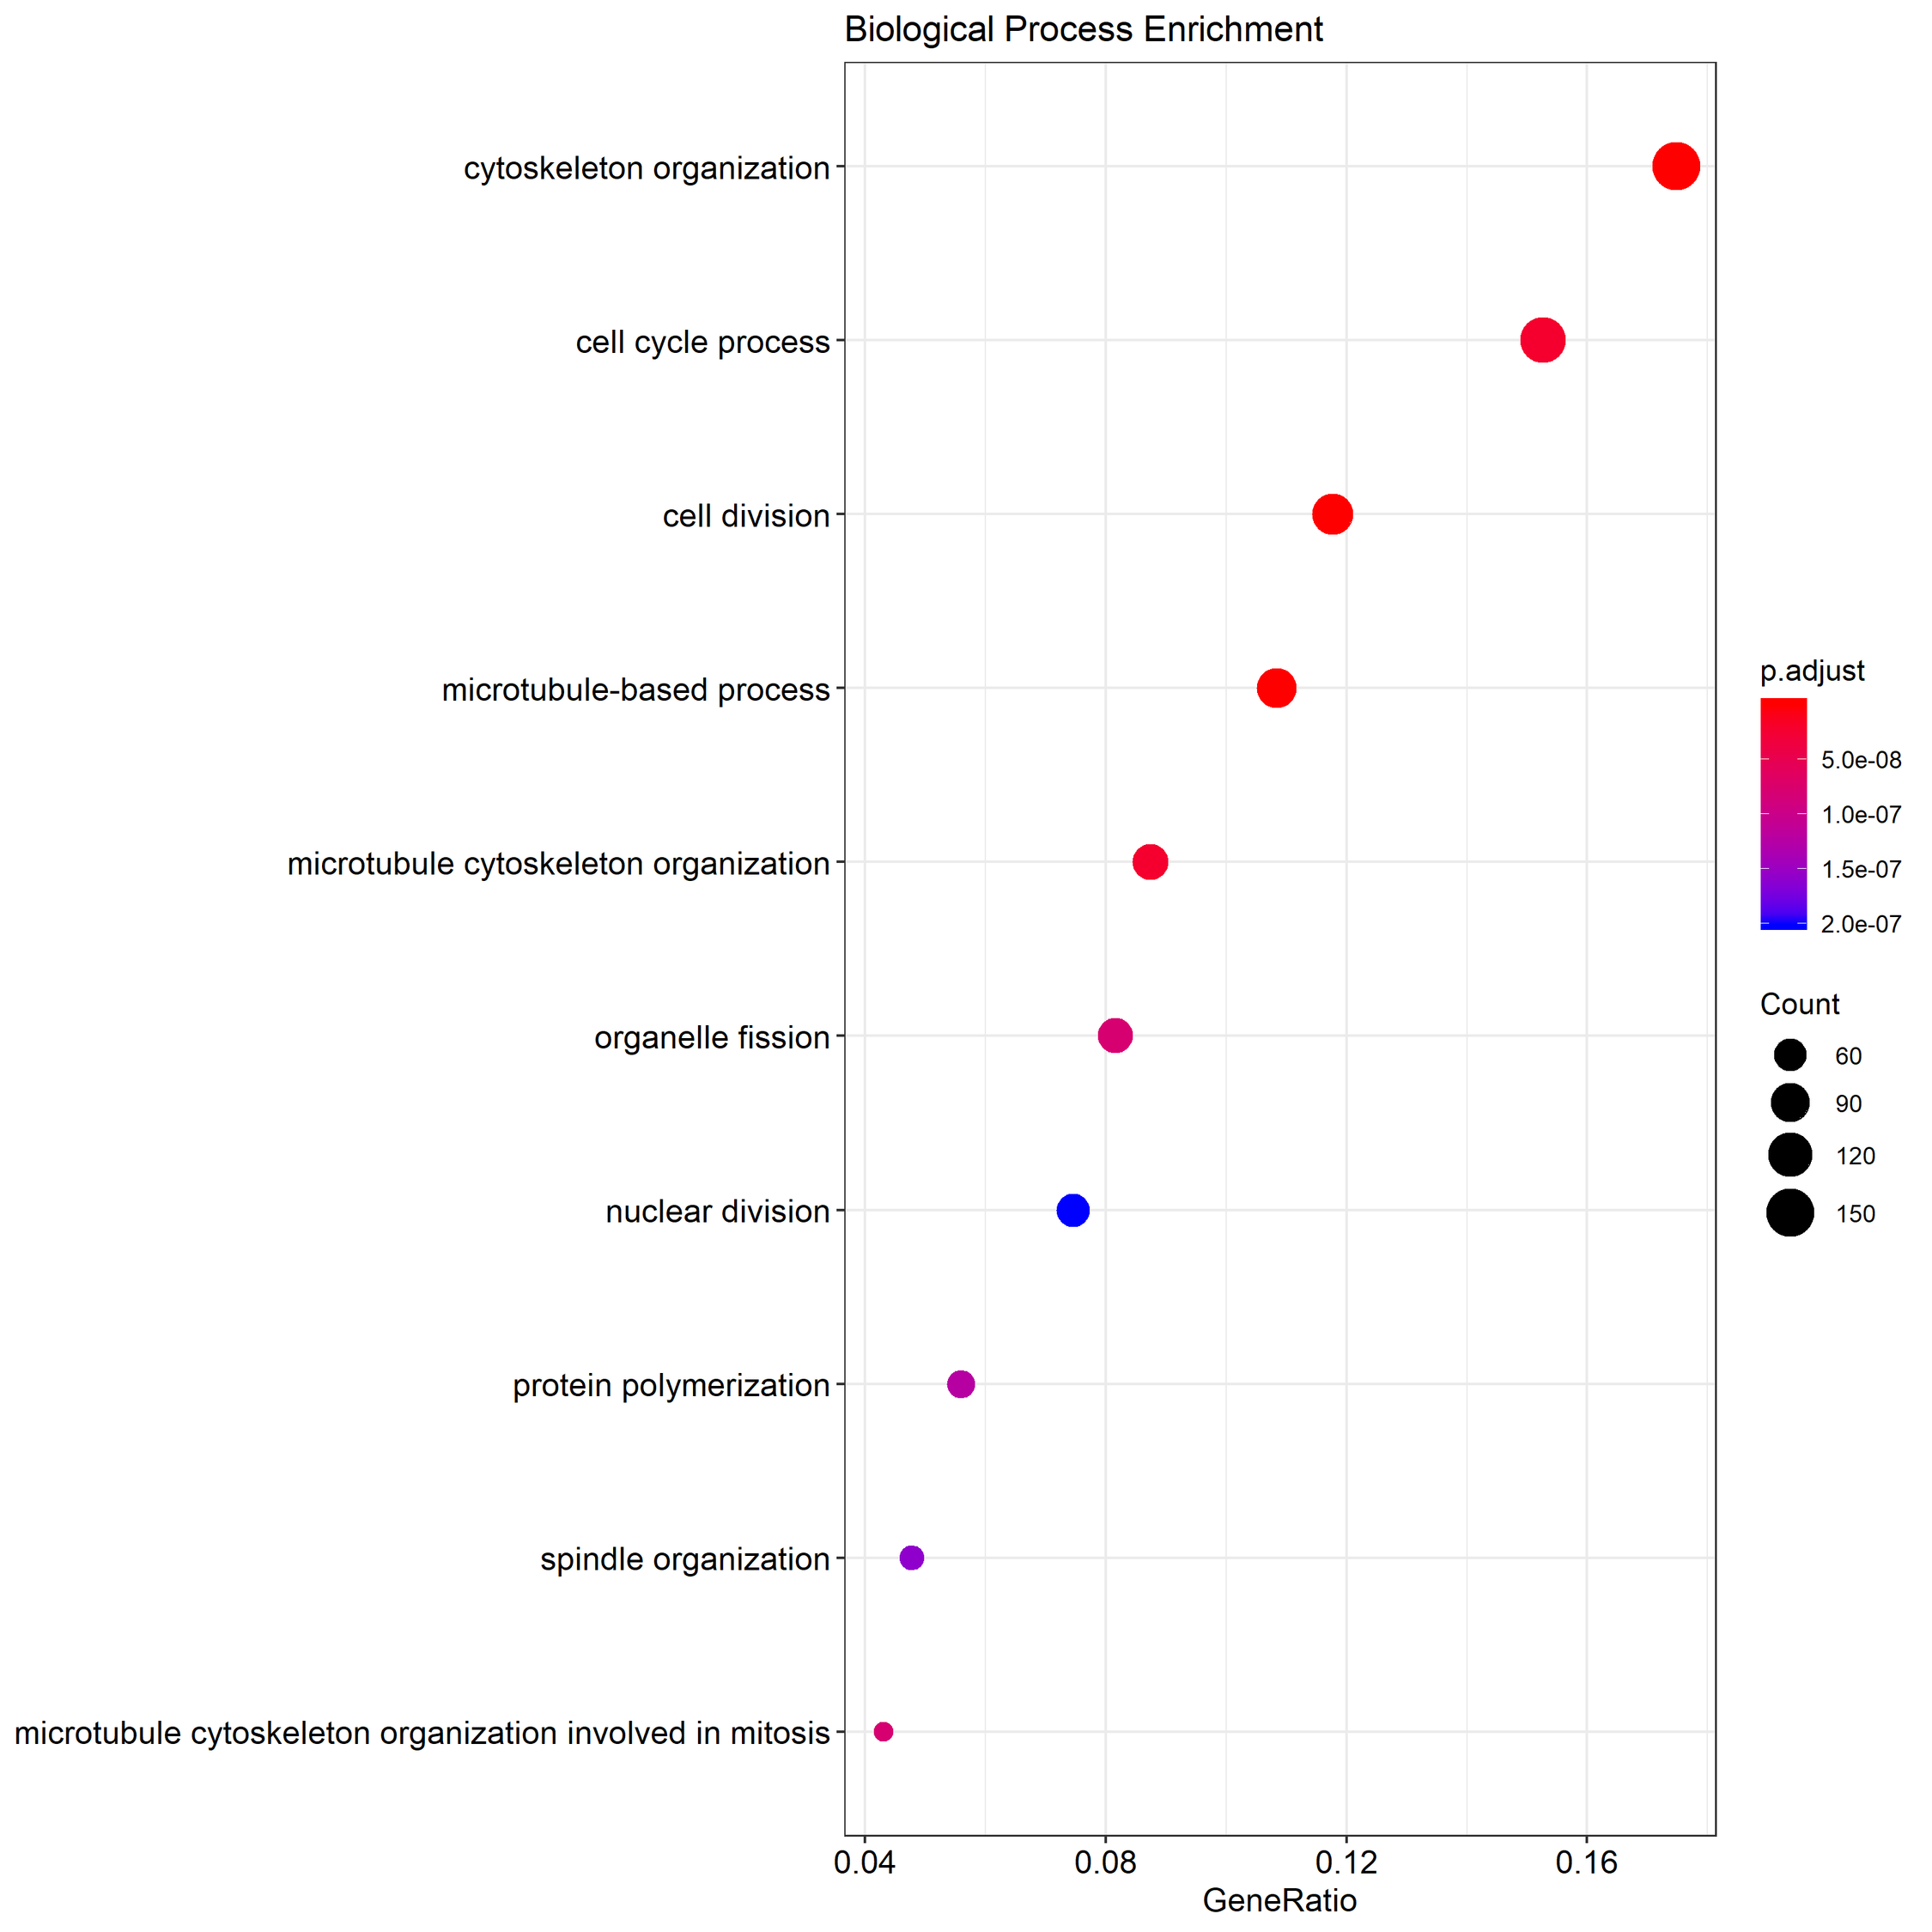 Biological Process Enrichment
cytoskeleton organization
cell cycle process
cell division
microtubule-based process
microtubule cytoskeleton organization
organelle fission
nuclear division
protein polymerization
spindle organization
microtubule cytoskeleton organization involved in mitosis
0.04 0.08 0.12 0.16
GeneRatio
p.adjust
5.0e-08
1.0e-07
1.5e-07
2.0e-07
Count
60
90
120
150